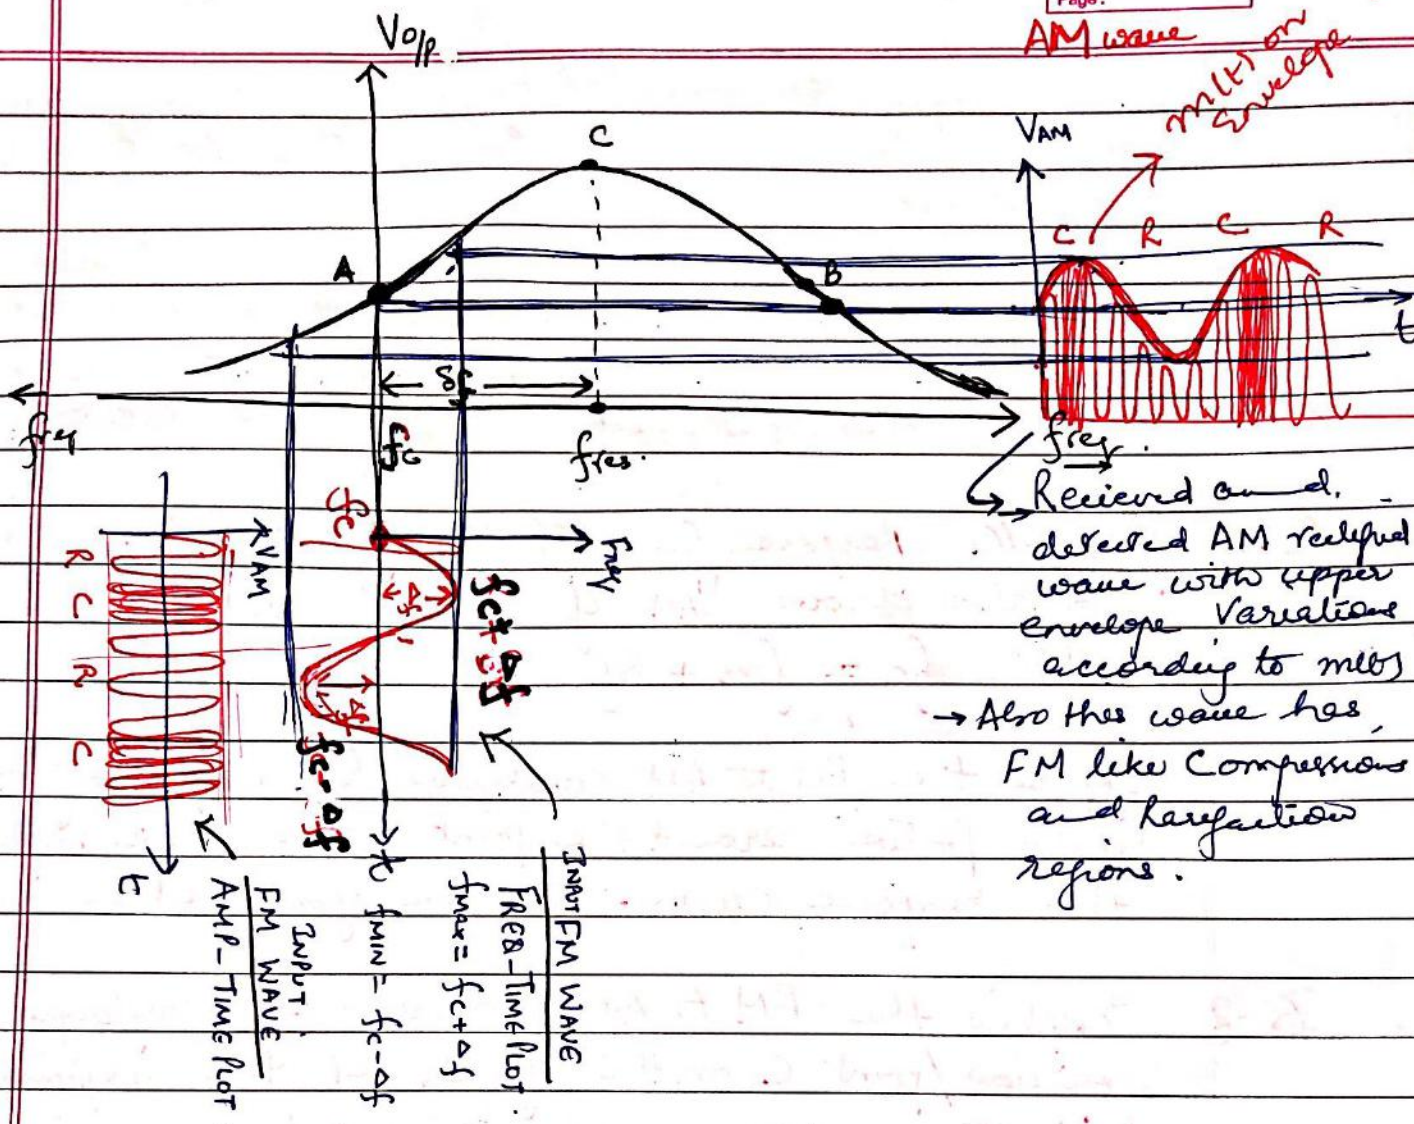 Page:
AM wave
m(t) or
Envelope
Vo/p
C
VAM
C R C R
A
B
t
δf
freq
fc
fres.
freq.
fc
Freq
VAM
R
C
R
C
t
Δf
fc+Δf
Δf
fc-Δf
t
→ Recieved and.
detected AM rectified
wave with upper
envelope Variations
according to m(t)
→ Also this wave has
FM like Compressions
and Rarefaction
regions.
INPUT FM WAVE
FREQ-TIME PLOT.
fmax = fc+Δf
fMIN = fc-Δf
INPUT.
FM WAVE
AMP-TIME PLOT